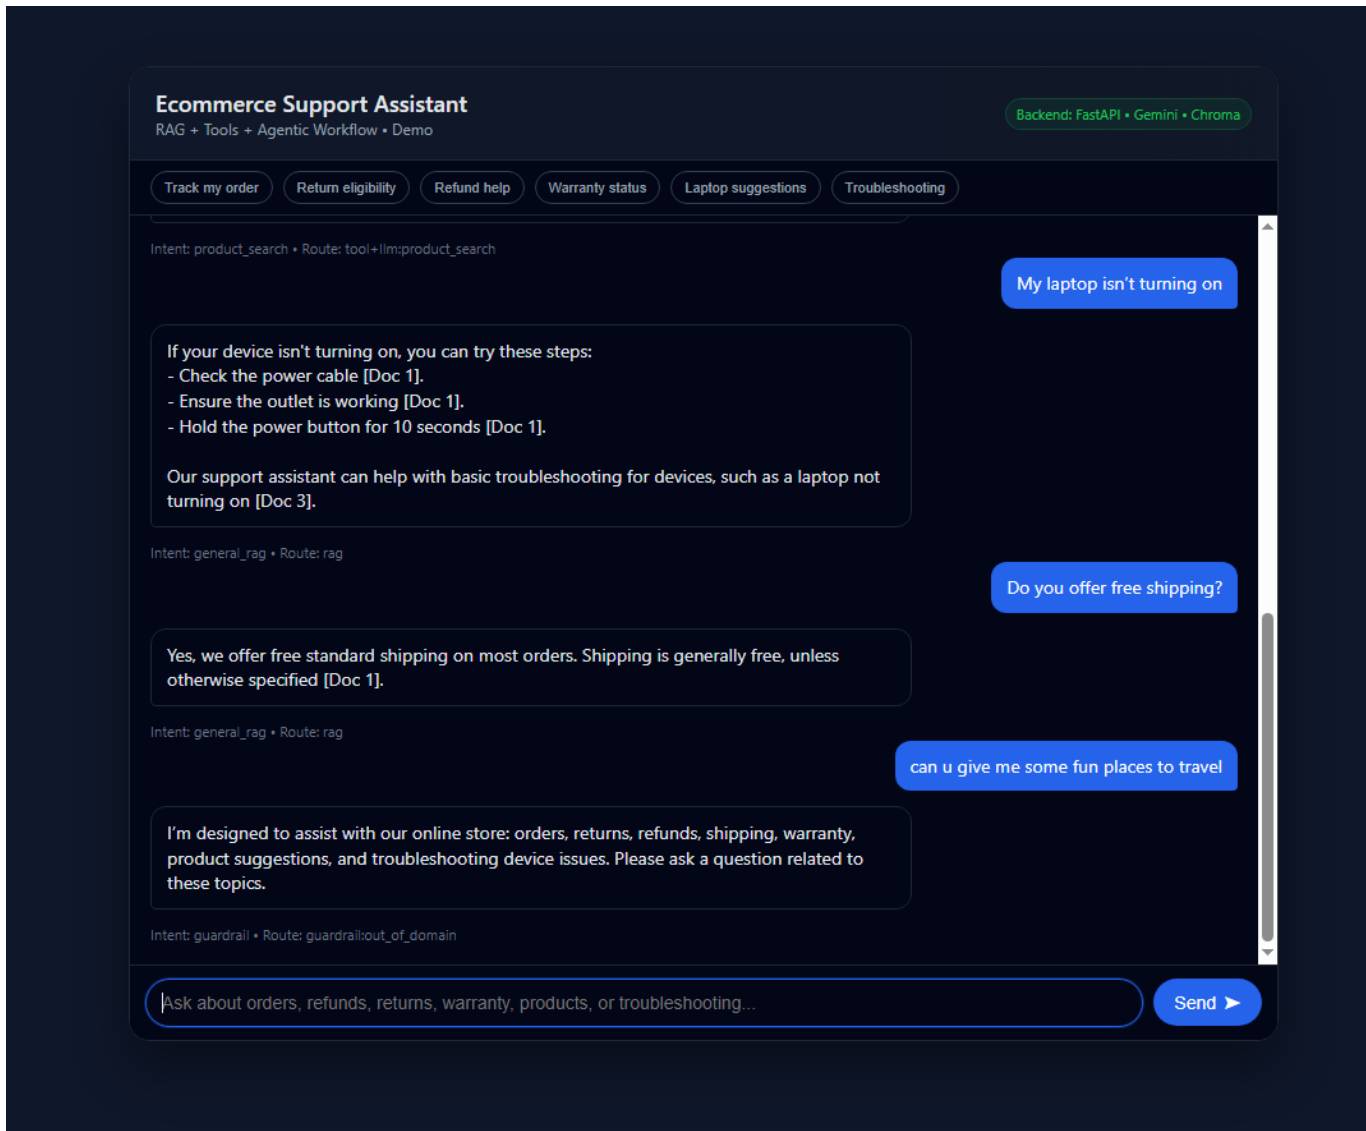 Ecommerce Support Assistant
RAG + Tools + Agentic Workflow • Demo
Backend: FastAPI • Gemini • Chroma
Track my order
Return eligibility
Refund help
Warranty status
Laptop suggestions
Troubleshooting
Intent: product_search • Route: tool+llm:product_search
My laptop isn’t turning on
If your device isn't turning on, you can try these steps:
- Check the power cable [Doc 1].
- Ensure the outlet is working [Doc 1].
- Hold the power button for 10 seconds [Doc 1].
Our support assistant can help with basic troubleshooting for devices, such as a laptop not
turning on [Doc 3].
Intent: general_rag • Route: rag
Do you offer free shipping?
Yes, we offer free standard shipping on most orders. Shipping is generally free, unless
otherwise specified [Doc 1].
Intent: general_rag • Route: rag
can u give me some fun places to travel
I’m designed to assist with our online store: orders, returns, refunds, shipping, warranty,
product suggestions, and troubleshooting device issues. Please ask a question related to
these topics.
Intent: guardrail • Route: guardrail:out_of_domain
Ask about orders, refunds, returns, warranty, products, or troubleshooting...
Send ➤